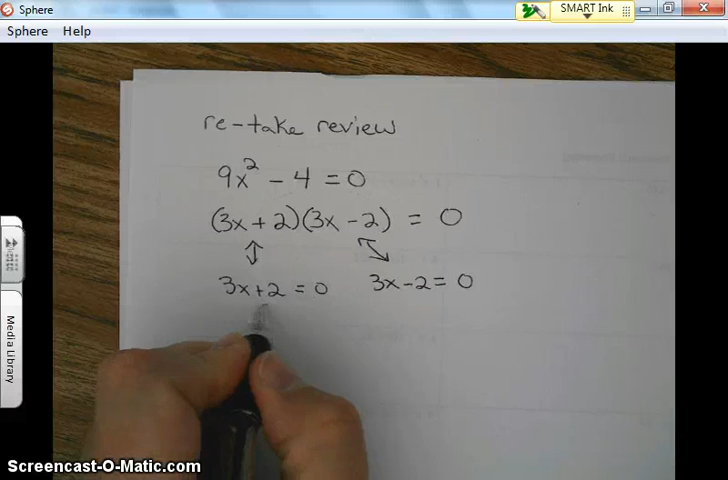 Sphere
SMART Ink
Sphere Help
re-take review
9x² - 4 = 0
(3x + 2)(3x - 2) = 0
3x+2 = 0 3x-2 = 0
Media Library
Screencast-O-Matic.com